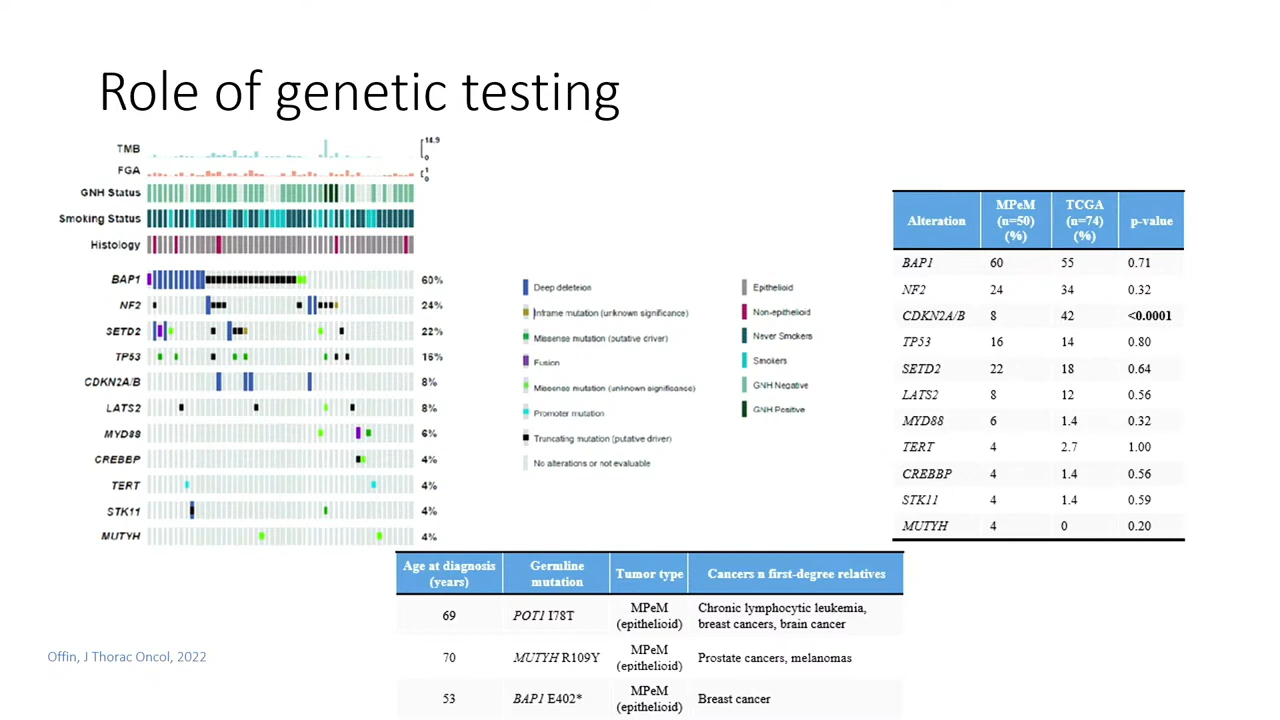 Role of genetic testing
TMB
14.9
0
FGA
1
0
GNH Status
Smoking Status
Histology
BAP1 60%
NF2 24%
SETD2 22%
TP53 16%
CDKN2A/B 8%
LATS2 8%
MYD88 6%
CREBBP 4%
TERT 4%
STK11 4%
MUTYH 4%
Deep deleteion
Inframe mutation (unknown significance)
Missense mutation (putative driver)
Fusion
Missense mutation (unknown significance)
Promoter mutation
Truncating mutation (putative driver)
No alterations or not evaluable
Epithelioid
Non-epithelioid
Never Smokers
Smokers
GNH Negative
GNH Positive
Alteration MPeM (n=50) (%) TCGA (n=74) (%) p-value
BAP1 60 55 0.71
NF2 24 34 0.32
CDKN2A/B 8 42 <0.0001
TP53 16 14 0.80
SETD2 22 18 0.64
LATS2 8 12 0.56
MYD88 6 1.4 0.32
TERT 4 2.7 1.00
CREBBP 4 1.4 0.56
STK11 4 1.4 0.59
MUTYH 4 0 0.20
Age at diagnosis (years) Germline mutation Tumor type Cancers n first-degree relatives
69 POT1 I78T MPeM (epithelioid) Chronic lymphocytic leukemia, breast cancers, brain cancer
70 MUTYH R109Y MPeM (epithelioid) Prostate cancers, melanomas
53 BAP1 E402* MPeM (epithelioid) Breast cancer
Offin, J Thorac Oncol, 2022